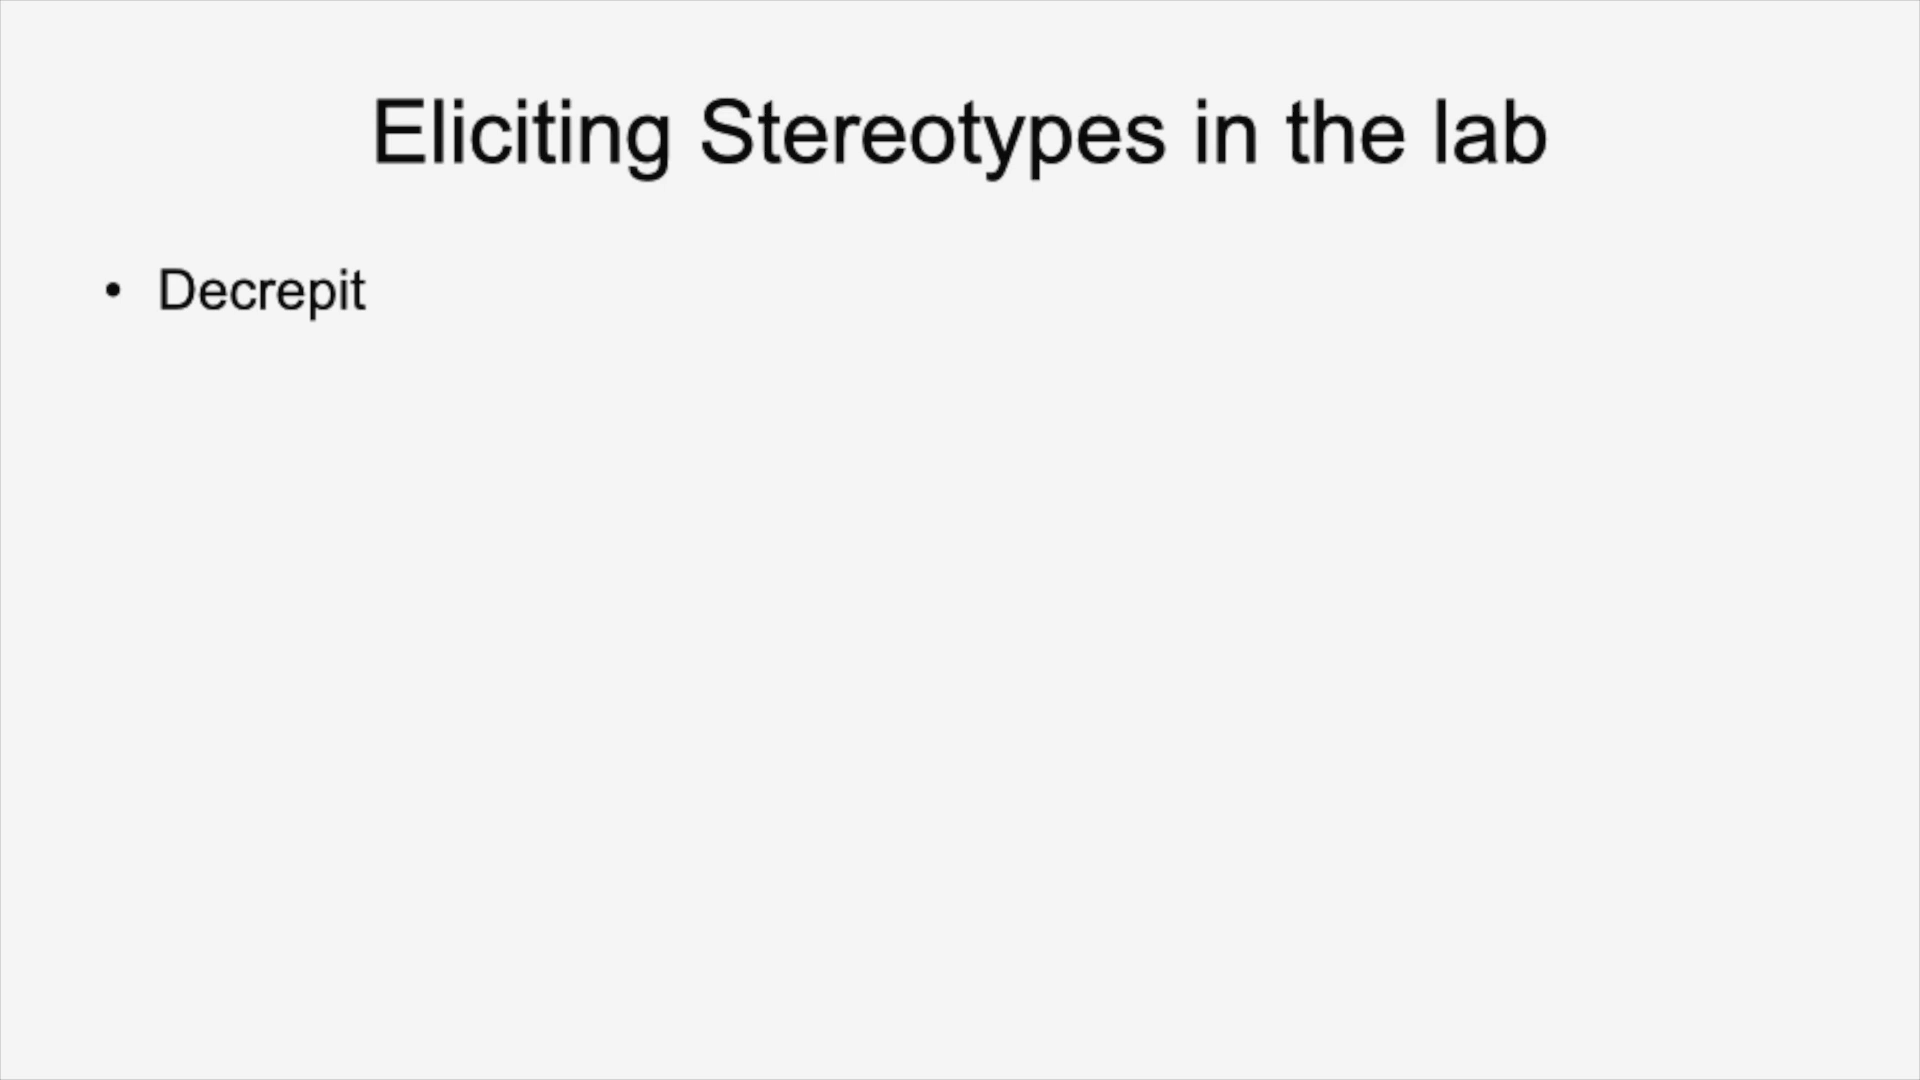 Eliciting Stereotypes in the lab
• Decrepit